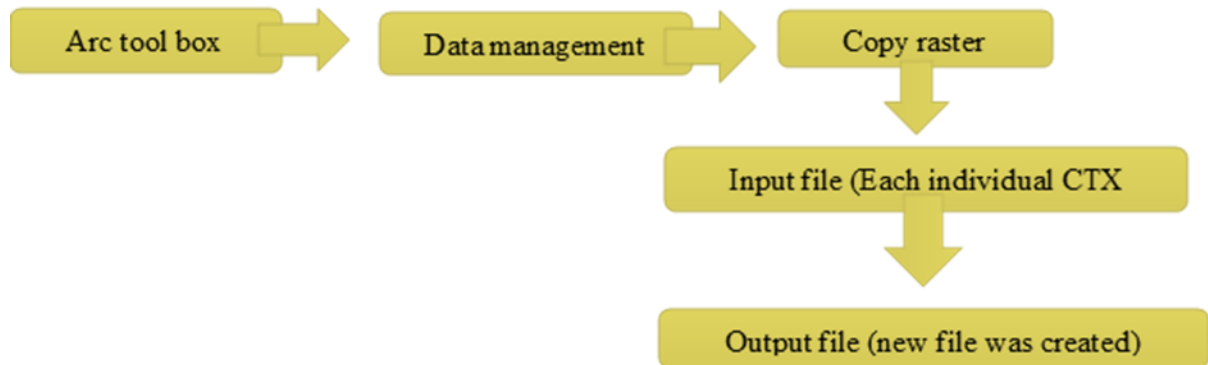 Arc tool box
Data management
Copy raster
Input file (Each individual CTX
Output file (new file was created)